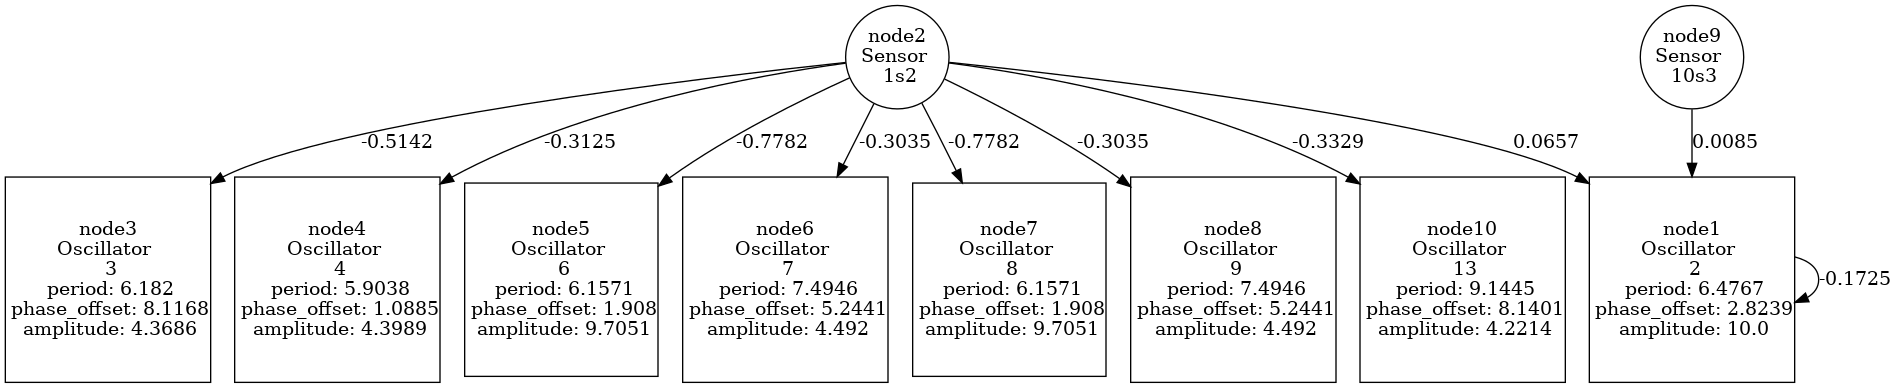 node2
Sensor
1s2
node9
Sensor
10s3
-0.5142
-0.3125
-0.7782
-0.3035
-0.7782
-0.3035
-0.3329
0.0657
0.0085
node3
Oscillator
3
period: 6.182
phase_offset: 8.1168
amplitude: 4.3686
node4
Oscillator
4
period: 5.9038
phase_offset: 1.0885
amplitude: 4.3989
node5
Oscillator
6
period: 6.1571
phase_offset: 1.908
amplitude: 9.7051
node6
Oscillator
7
period: 7.4946
phase_offset: 5.2441
amplitude: 4.492
node7
Oscillator
8
period: 6.1571
phase_offset: 1.908
amplitude: 9.7051
node8
Oscillator
9
period: 7.4946
phase_offset: 5.2441
amplitude: 4.492
node10
Oscillator
13
period: 9.1445
phase_offset: 8.1401
amplitude: 4.2214
node1
Oscillator
2
period: 6.4767
phase_offset: 2.8239
amplitude: 10.0
-0.1725